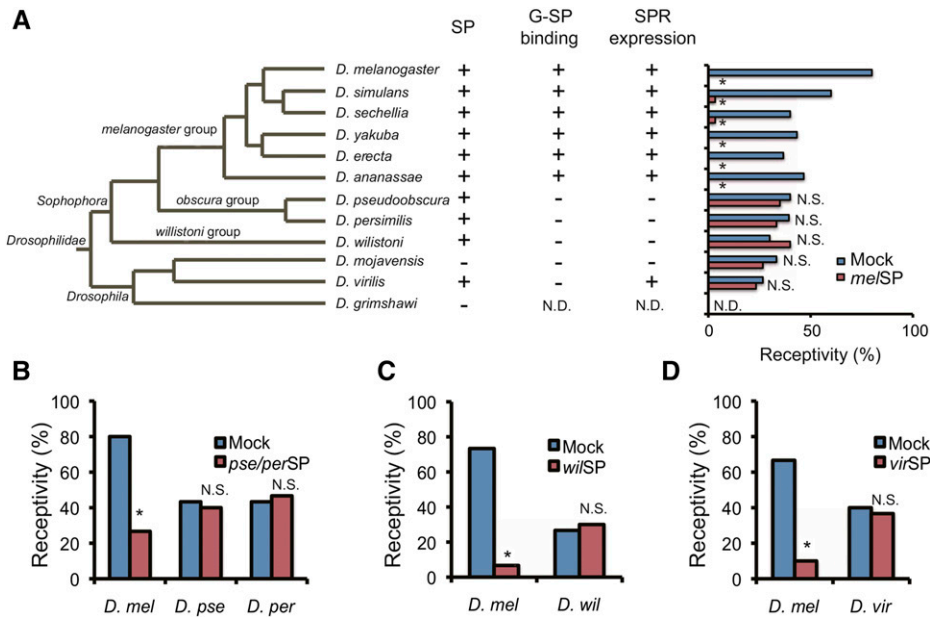 A
SP
G-SP binding
SPR expression
D. melanogaster + + +
*
D. simulans + + +
*
D. sechellia + + +
*
D. yakuba + + +
*
D. erecta + + +
*
D. ananassae + + +
*
D. pseudoobscura + - - N.S.
D. persimilis + - - N.S.
D. wilistoni + - - N.S.
D. mojavensis - - - N.S.
D. virilis + - + N.S.
D. grimshawi - N.D. N.D. N.D.
melanogaster group
Sophophora
obscura group
willistoni group
Drosophilidae
Drosophila
Mock
melSP
0 50 100
Receptivity (%)
B
Receptivity (%)
100
80
60
40
20
0
Mock
pse/perSP
*
N.S.
N.S.
D. mel D. pse D. per
C
Receptivity (%)
100
80
60
40
20
0
Mock
wilSP
*
N.S.
D. mel D. wil
D
Receptivity (%)
100
80
60
40
20
0
Mock
virSP
*
N.S.
D. mel D. vir